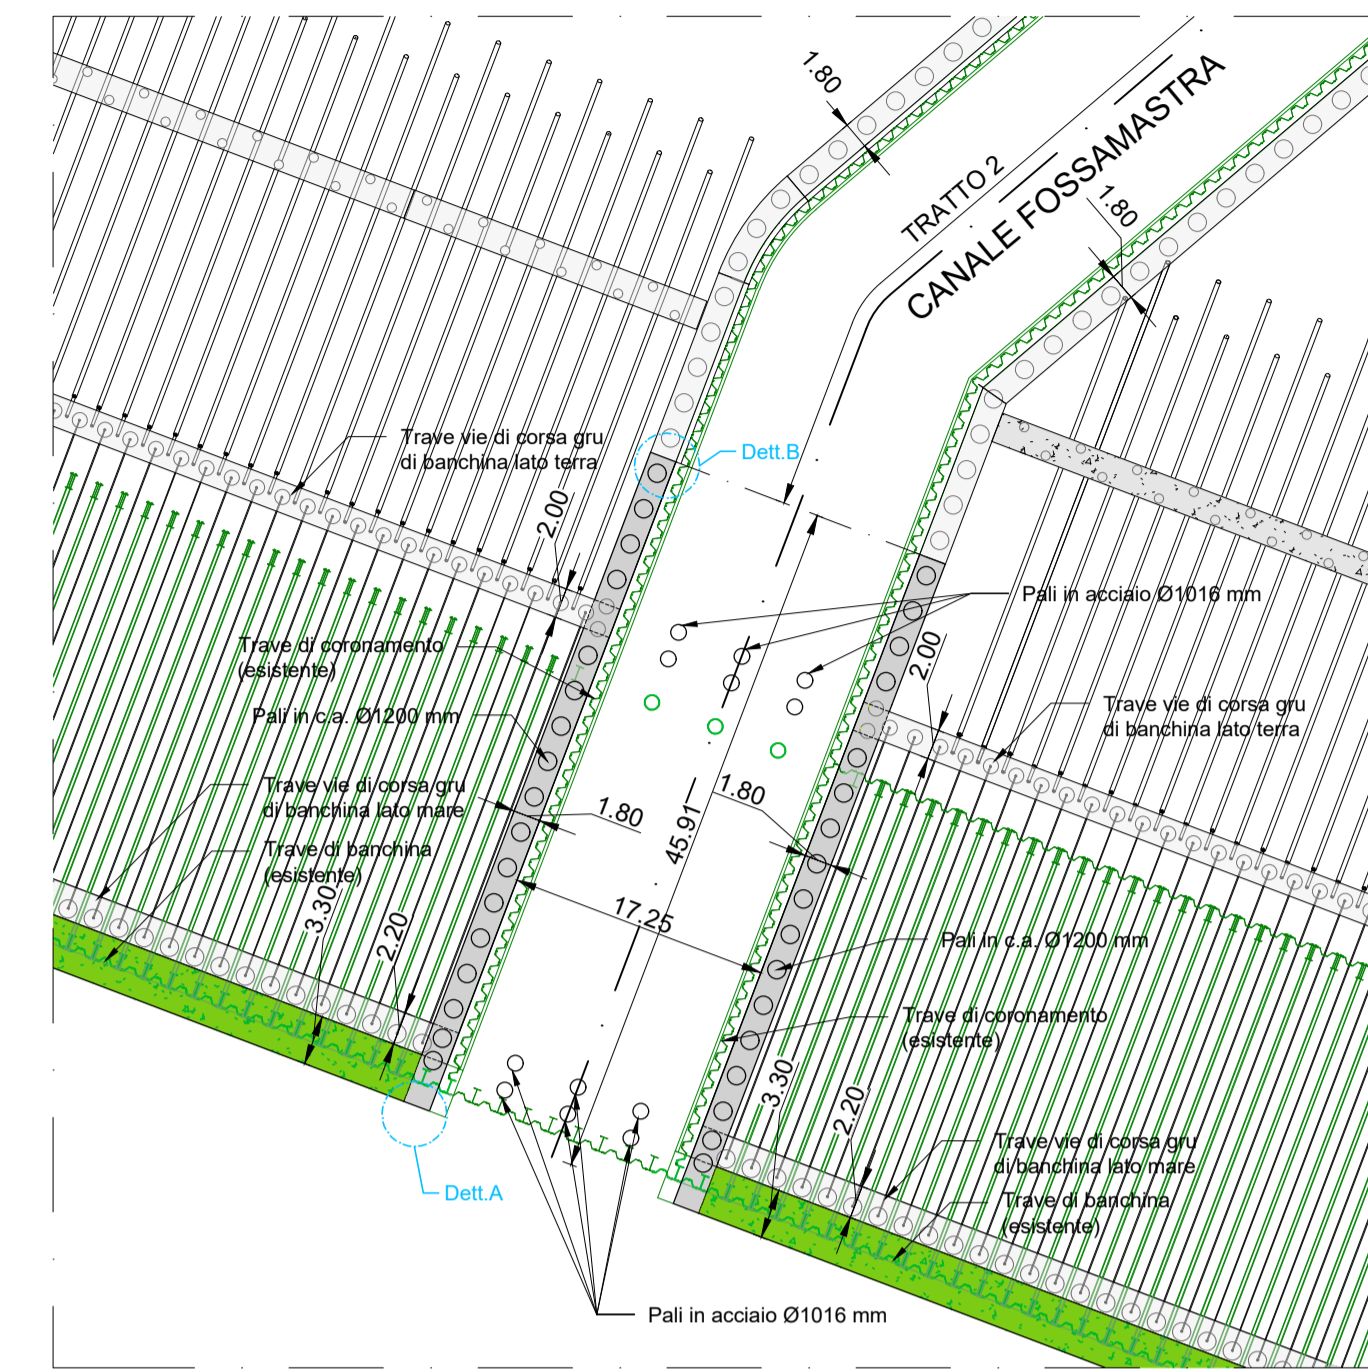 1.80
TRATTO 2
CANALE FOSSAMASTRA
1.80
Trave vie di corsa gru
di banchina lato terra
Dett.B
2.00
Pali in acciaio Ø1016 mm
Trave di coronamento
(esistente)
2.00
Pali in c.a. Ø1200 mm
Trave vie di corsa gru
di banchina lato terra
Trave vie di corsa gru
di banchina lato mare
1.80
1.80
45.91
Trave di banchina
(esistente)
3.30
2.20
17.25
Pali in c.a. Ø1200 mm
Trave di coronamento
(esistente)
3.30
2.20
Trave vie di corsa gru
di banchina lato mare
Dett.A
Trave di banchina
(esistente)
Pali in acciaio Ø1016 mm